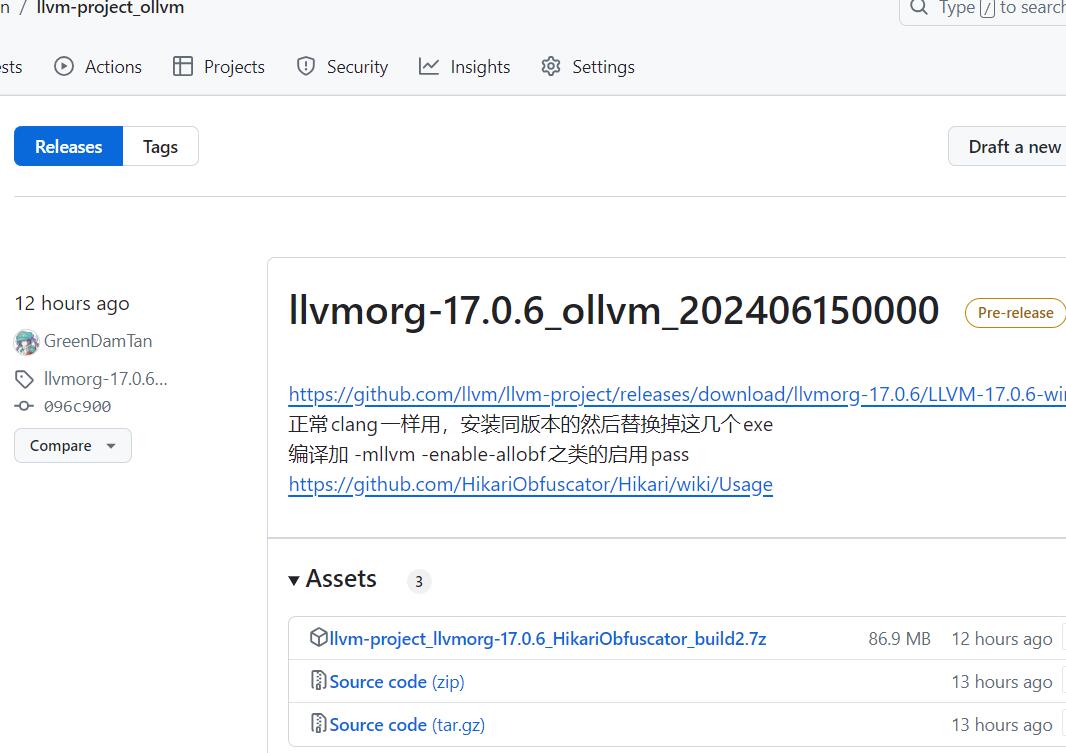 n / llvm-project_ollvm
Type / to search
sts Actions Projects Security Insights Settings
Releases Tags Draft a new
12 hours ago
GreenDamTan
llvmorg-17.0.6...
096c900
Compare
llvmorg-17.0.6_ollvm_202406150000 Pre-release
https://github.com/llvm/llvm-project/releases/download/llvmorg-17.0.6/LLVM-17.0.6-wi
正常clang一样用，安装同版本的然后替换掉这几个exe
编译加 -mllvm -enable-allobf之类的启用pass
https://github.com/HikariObfuscator/Hikari/wiki/Usage
Assets 3
llvm-project_llvmorg-17.0.6_HikariObfuscator_build2.7z 86.9 MB 12 hours ago
Source code (zip) 13 hours ago
Source code (tar.gz) 13 hours ago